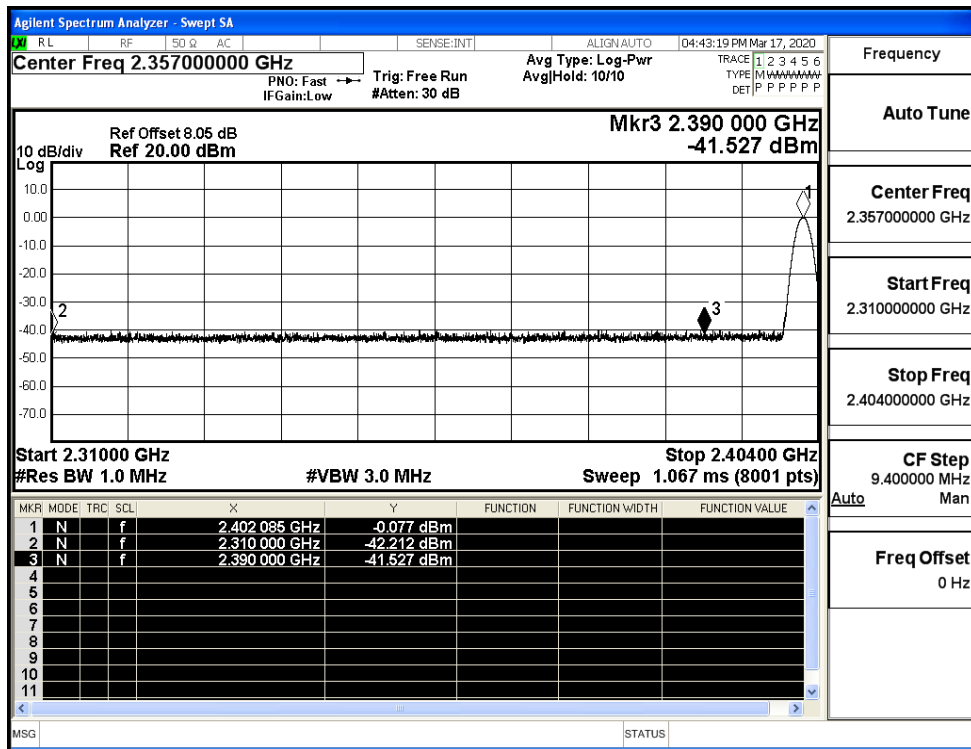 Agilent Spectrum Analyzer - Swept SA
LXI RL RF 50 Ω AC SENSE:INT ALIGN AUTO 04:43:19 PM Mar 17, 2020
Center Freq 2.357000000 GHz
PNO: Fast
IFGain:Low
Trig: Free Run
#Atten: 30 dB
Avg Type: Log-Pwr
Avg|Hold: 10/10
TRACE 1 2 3 4 5 6
TYPE MWWWWW
DET P P P P P P
Ref Offset 8.05 dB
10 dB/div Ref 20.00 dBm
Log
Mkr3 2.390 000 GHz
-41.527 dBm
10.0
0.00
-10.0
-20.0
-30.0
-40.0
-50.0
-60.0
-70.0
1
2
3
Start 2.31000 GHz Stop 2.40400 GHz
#Res BW 1.0 MHz #VBW 3.0 MHz Sweep 1.067 ms (8001 pts)
MKR MODE TRC SCL X Y FUNCTION FUNCTION WIDTH FUNCTION VALUE
1 N f 2.402 085 GHz -0.077 dBm
2 N f 2.310 000 GHz -42.212 dBm
3 N f 2.390 000 GHz -41.527 dBm
4
5
6
7
8
9
10
11
MSG STATUS
Frequency
Auto Tune
Center Freq
2.357000000 GHz
Start Freq
2.310000000 GHz
Stop Freq
2.404000000 GHz
CF Step
9.400000 MHz
Auto Man
Freq Offset
0 Hz